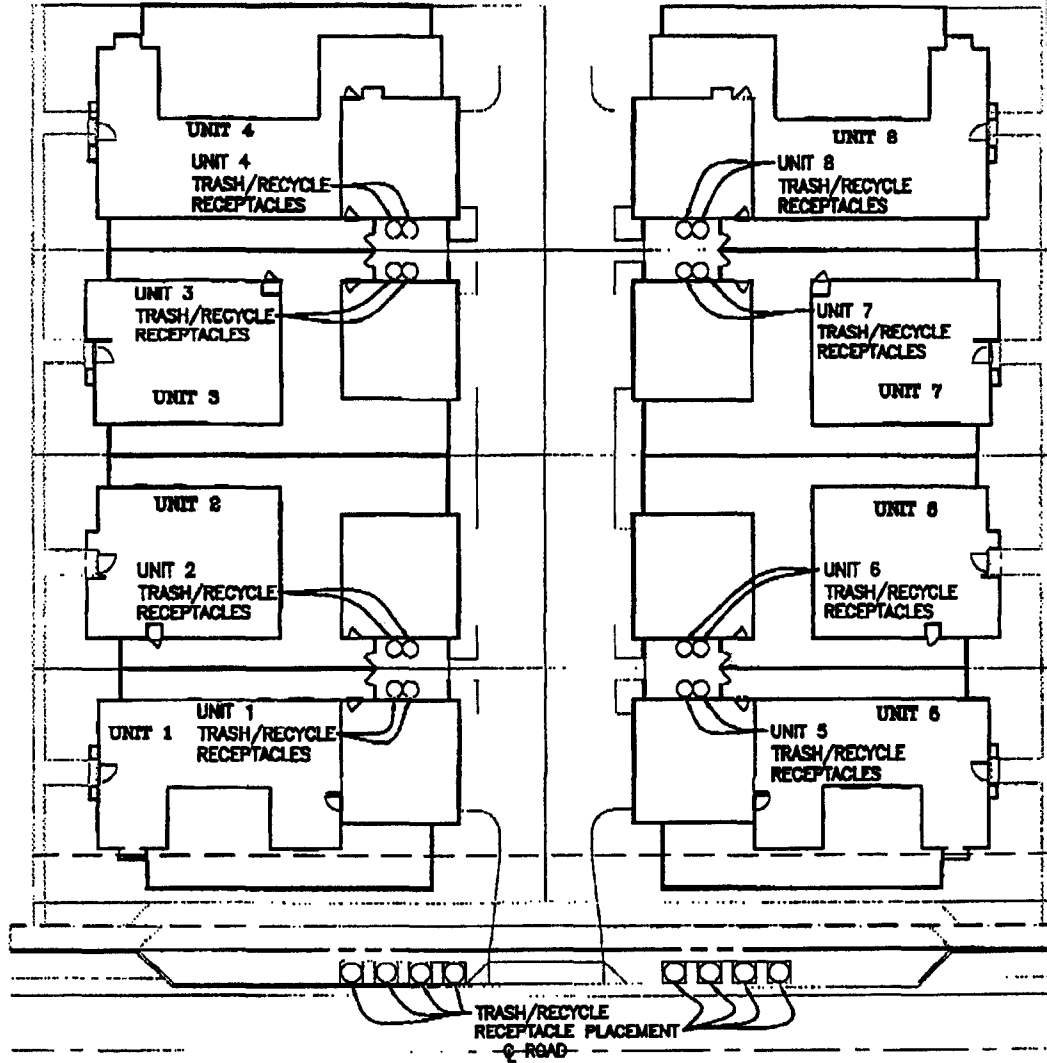 UNIT 4
UNIT 4
TRASH/RECYCLE
RECEPTACLES
UNIT 8
UNIT 8
TRASH/RECYCLE
RECEPTACLES
UNIT 3
TRASH/RECYCLE
RECEPTACLES
UNIT 3
UNIT 7
TRASH/RECYCLE
RECEPTACLES
UNIT 7
UNIT 2
UNIT 2
TRASH/RECYCLE
RECEPTACLES
UNIT 6
UNIT 6
TRASH/RECYCLE
RECEPTACLES
UNIT 1
UNIT 1
TRASH/RECYCLE
RECEPTACLES
UNIT 5
UNIT 5
TRASH/RECYCLE
RECEPTACLES
TRASH/RECYCLE
RECEPTACLE PLACEMENT
℄ ROAD